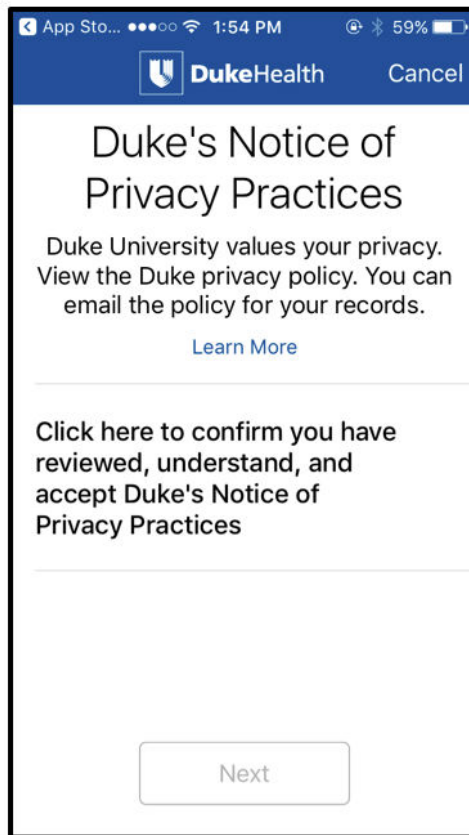 App Sto... 1:54 PM 59%
DukeHealth Cancel
Duke's Notice of
Privacy Practices
Duke University values your privacy.
View the Duke privacy policy. You can
email the policy for your records.
Learn More
Click here to confirm you have
reviewed, understand, and
accept Duke's Notice of
Privacy Practices
Next